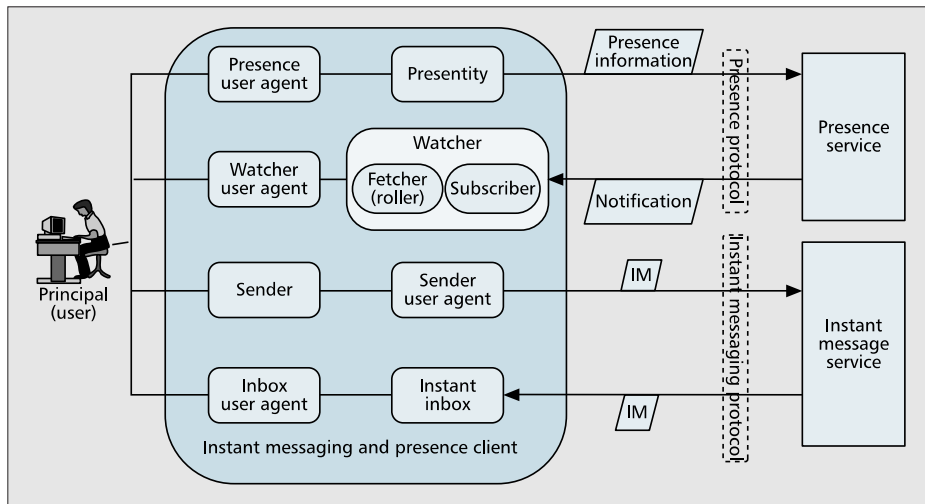 Presence
user agent
Presentity
Presence
information
Presence protocol
Presence
service
Watcher
user agent
Watcher
Fetcher
(roller)
Subscriber
Notification
Principal
(user)
Sender
Sender
user agent
IM
Instant messaging protocol
Instant
message
service
Inbox
user agent
Instant
inbox
IM
Instant messaging and presence client